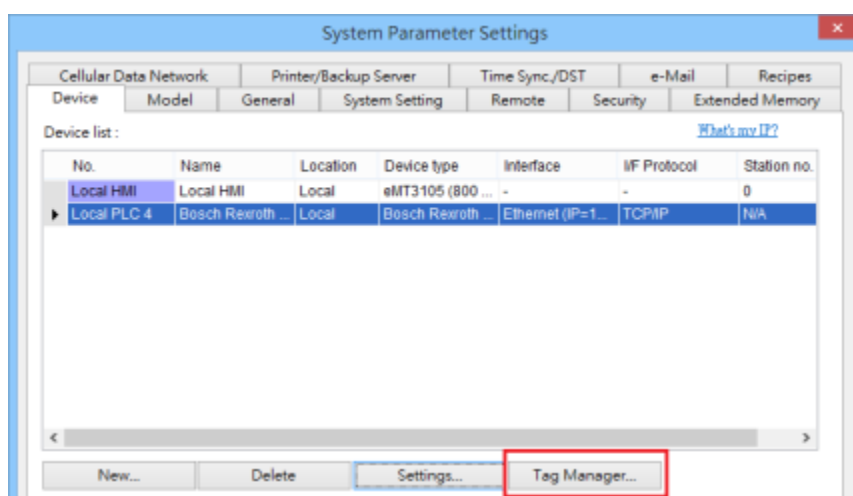 System Parameter Settings
Cellular Data Network Printer/Backup Server Time Sync./DST e-Mail Recipes
Device Model General System Setting Remote Security Extended Memory
Device list : What's my IP?
No. Name Location Device type Interface I/F Protocol Station no.
Local HMI Local HMI Local eMT3105 (800 ... - - 0
Local PLC 4 Bosch Rexroth ... Local Bosch Rexroth ... Ethernet (IP=1... TCP/IP N/A
New... Delete Settings... Tag Manager...